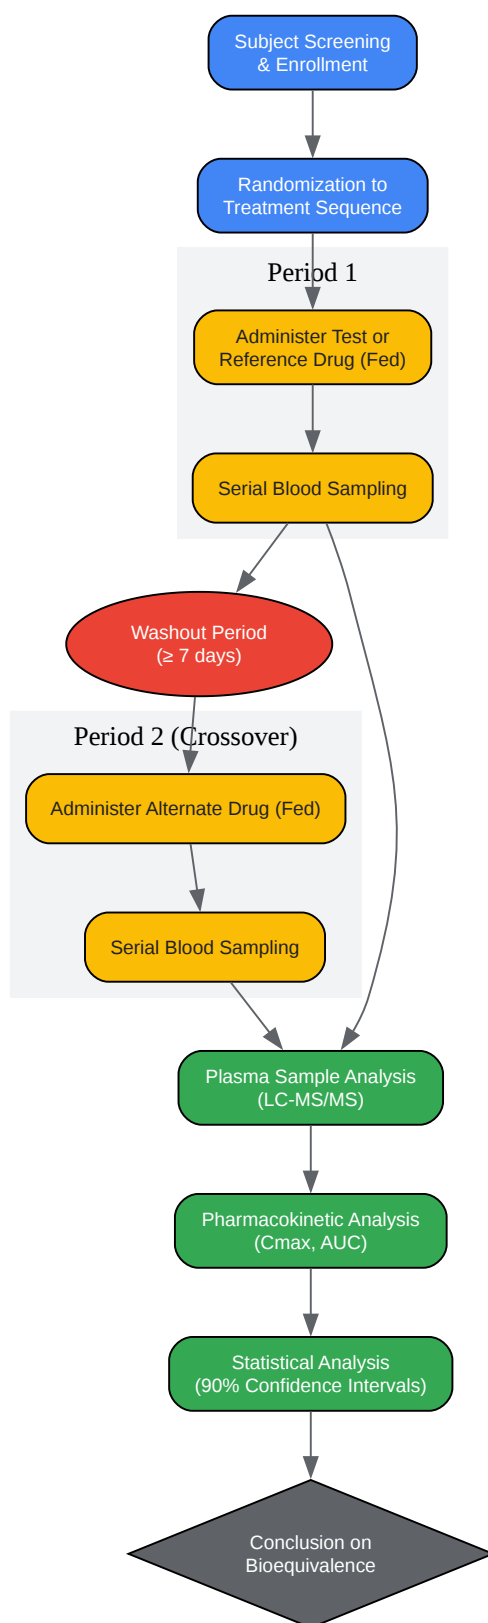 Subject Screening
& Enrollment
Randomization to
Treatment Sequence
Period 1
Administer Test or
Reference Drug (Fed)
Serial Blood Sampling
Washout Period
(≥ 7 days)
Period 2 (Crossover)
Administer Alternate Drug (Fed)
Serial Blood Sampling
Plasma Sample Analysis
(LC-MS/MS)
Pharmacokinetic Analysis
(Cmax, AUC)
Statistical Analysis
(90% Confidence Intervals)
Conclusion on
Bioequivalence